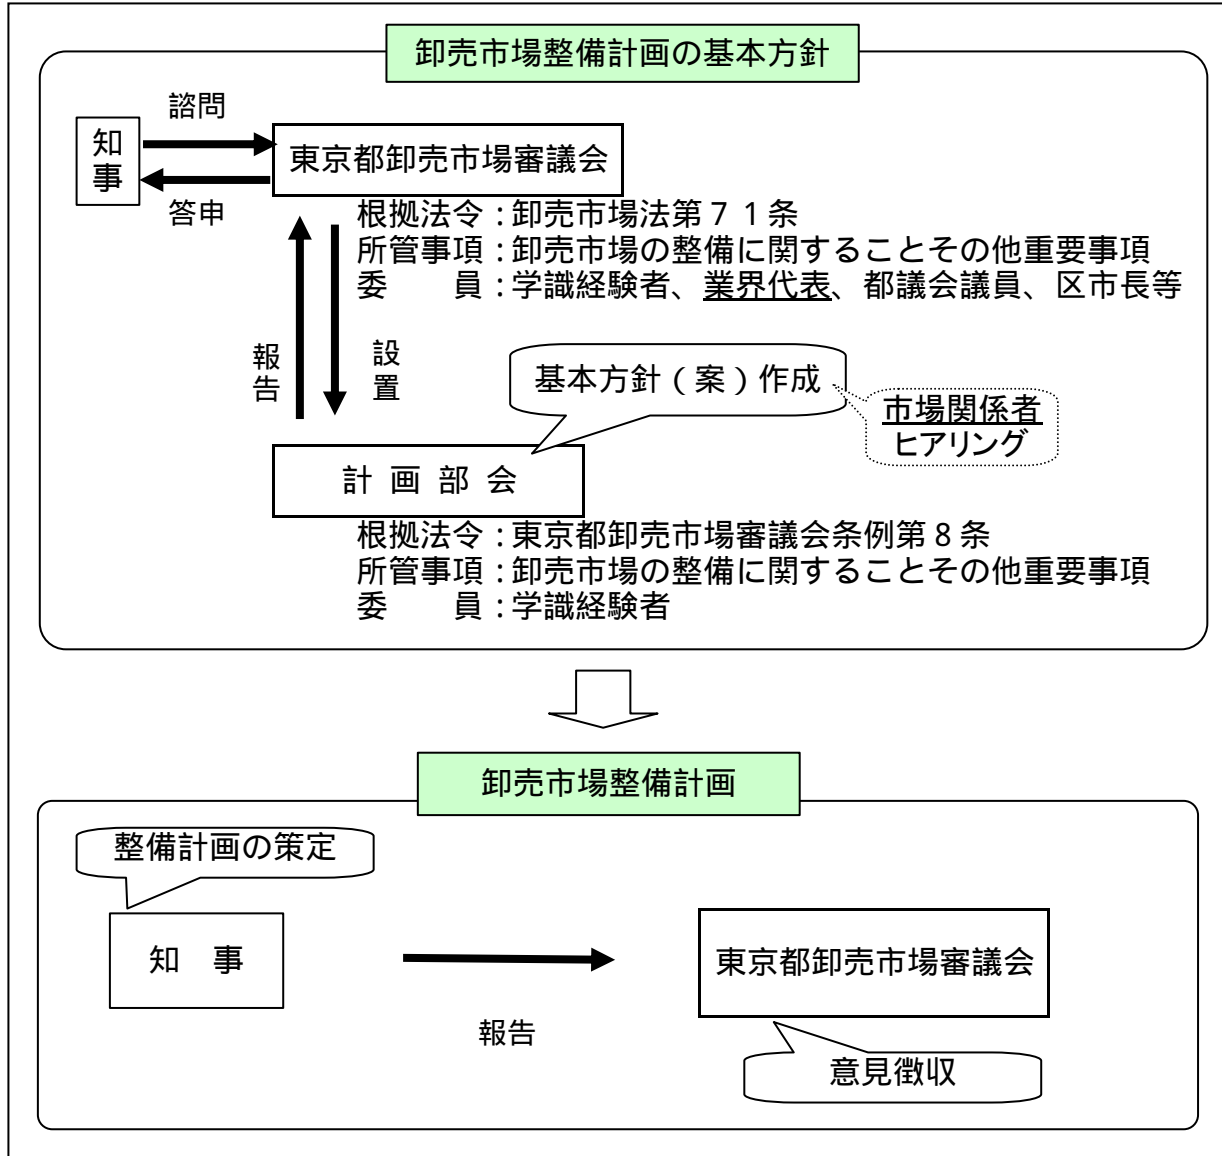 卸売市場整備計画の基本方針
諮問
知事
東京都卸売市場審議会
答申
根拠法令：卸売市場法第７１条
所管事項：卸売市場の整備に関することその他重要事項
委　　員：学識経験者、業界代表、都議会議員、区市長等
報告
設置
基本方針（案）作成
市場関係者
ヒアリング
計 画 部 会
根拠法令：東京都卸売市場審議会条例第８条
所管事項：卸売市場の整備に関することその他重要事項
委　　員：学識経験者
卸売市場整備計画
整備計画の策定
知　事
東京都卸売市場審議会
報告
意見徴収